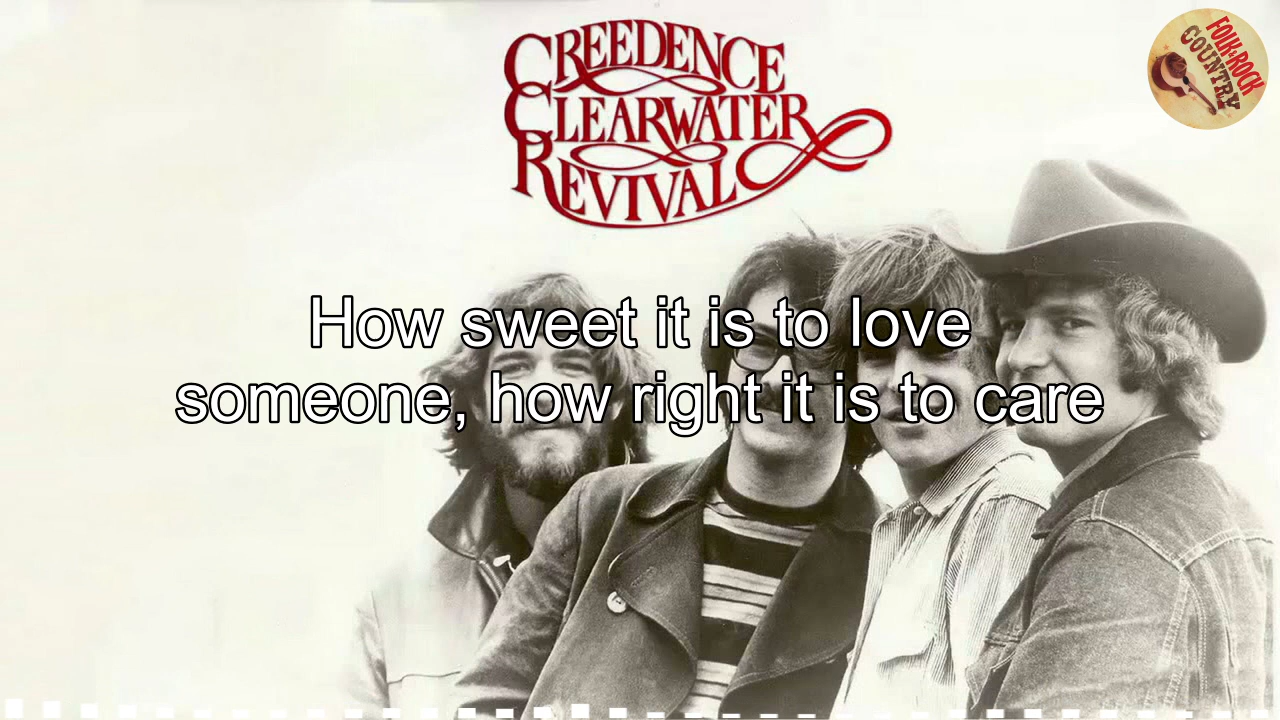 CREEDENCE
CLEARWATER
REVIVAL
FOLK·ROCK
COUNTRY
How sweet it is to love
someone, how right it is to care